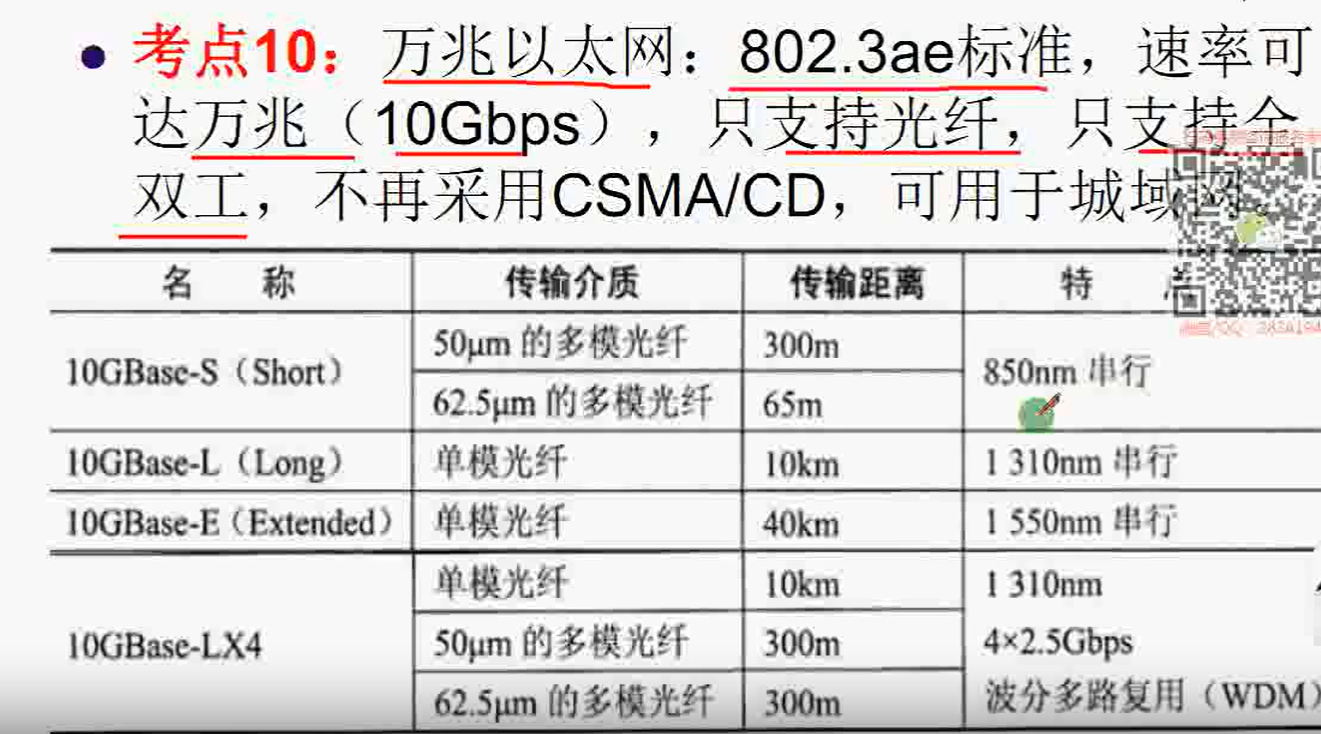 • 考点10：万兆以太网：802.3ae标准，速率可
达万兆（10Gbps），只支持光纤，只支持全
双工，不再采用CSMA/CD，可用于城域网
名 称 传输介质 传输距离 特
10GBase-S（Short） 50μm 的多模光纤 300m 850nm 串行
62.5μm 的多模光纤 65m
10GBase-L（Long） 单模光纤 10km 1 310nm 串行
10GBase-E（Extended） 单模光纤 40km 1 550nm 串行
10GBase-LX4 单模光纤 10km 1 310nm
50μm 的多模光纤 300m 4×2.5Gbps
62.5μm 的多模光纤 300m 波分多路复用（WDM）